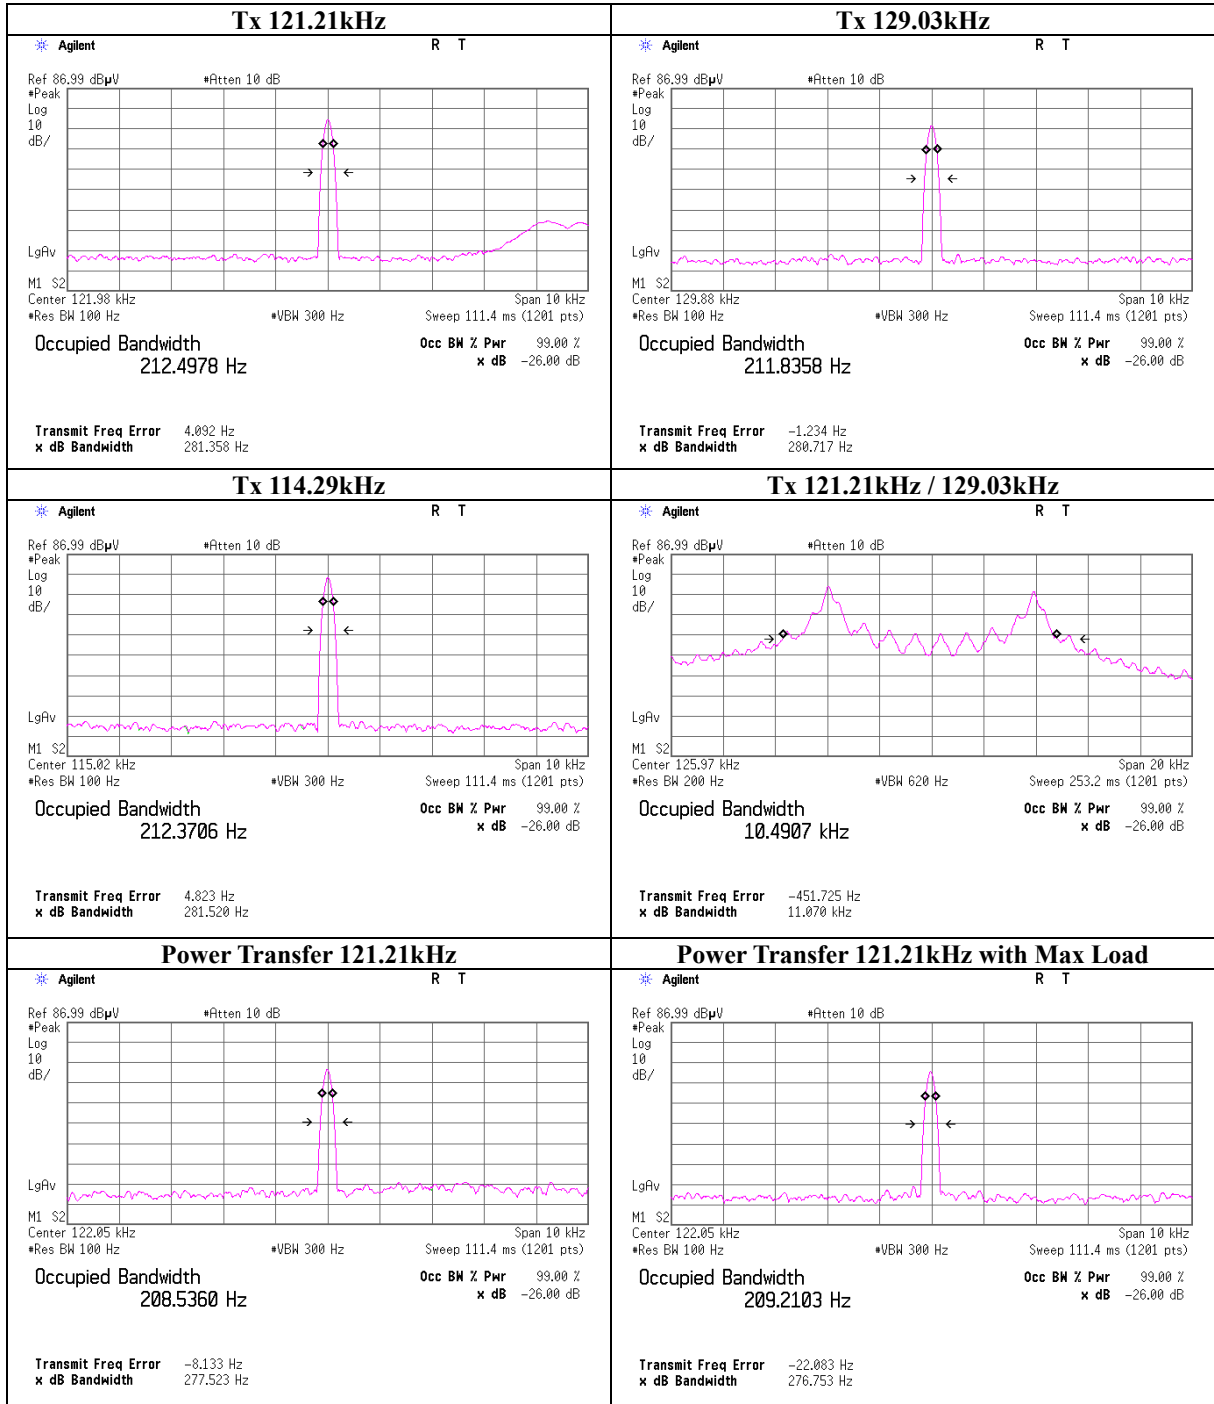 Tx 121.21kHz
Agilent R T
Ref 86.99 dBµV #Atten 10 dB
#Peak
Log
10
dB/
LgAv
M1 S2
Center 121.98 kHz Span 10 kHz
#Res BW 100 Hz #VBW 300 Hz Sweep 111.4 ms (1201 pts)
Occupied Bandwidth Occ BW % Pwr 99.00 %
212.4978 Hz x dB -26.00 dB
Transmit Freq Error 4.092 Hz
x dB Bandwidth 281.358 Hz
Tx 129.03kHz
Agilent R T
Ref 86.99 dBµV #Atten 10 dB
#Peak
Log
10
dB/
LgAv
M1 S2
Center 129.88 kHz Span 10 kHz
#Res BW 100 Hz #VBW 300 Hz Sweep 111.4 ms (1201 pts)
Occupied Bandwidth Occ BW % Pwr 99.00 %
211.8358 Hz x dB -26.00 dB
Transmit Freq Error -1.234 Hz
x dB Bandwidth 280.717 Hz
Tx 114.29kHz
Agilent R T
Ref 86.99 dBµV #Atten 10 dB
#Peak
Log
10
dB/
LgAv
M1 S2
Center 115.02 kHz Span 10 kHz
#Res BW 100 Hz #VBW 300 Hz Sweep 111.4 ms (1201 pts)
Occupied Bandwidth Occ BW % Pwr 99.00 %
212.3706 Hz x dB -26.00 dB
Transmit Freq Error 4.823 Hz
x dB Bandwidth 281.520 Hz
Tx 121.21kHz / 129.03kHz
Agilent R T
Ref 86.99 dBµV #Atten 10 dB
#Peak
Log
10
dB/
LgAv
M1 S2
Center 125.97 kHz Span 20 kHz
#Res BW 200 Hz #VBW 620 Hz Sweep 253.2 ms (1201 pts)
Occupied Bandwidth Occ BW % Pwr 99.00 %
10.4907 kHz x dB -26.00 dB
Transmit Freq Error -451.725 Hz
x dB Bandwidth 11.070 kHz
Power Transfer 121.21kHz
Agilent R T
Ref 86.99 dBµV #Atten 10 dB
#Peak
Log
10
dB/
LgAv
M1 S2
Center 122.05 kHz Span 10 kHz
#Res BW 100 Hz #VBW 300 Hz Sweep 111.4 ms (1201 pts)
Occupied Bandwidth Occ BW % Pwr 99.00 %
208.5360 Hz x dB -26.00 dB
Transmit Freq Error -8.133 Hz
x dB Bandwidth 277.523 Hz
Power Transfer 121.21kHz with Max Load
Agilent R T
Ref 86.99 dBµV #Atten 10 dB
#Peak
Log
10
dB/
LgAv
M1 S2
Center 122.05 kHz Span 10 kHz
#Res BW 100 Hz #VBW 300 Hz Sweep 111.4 ms (1201 pts)
Occupied Bandwidth Occ BW % Pwr 99.00 %
209.2103 Hz x dB -26.00 dB
Transmit Freq Error -22.083 Hz
x dB Bandwidth 276.753 Hz